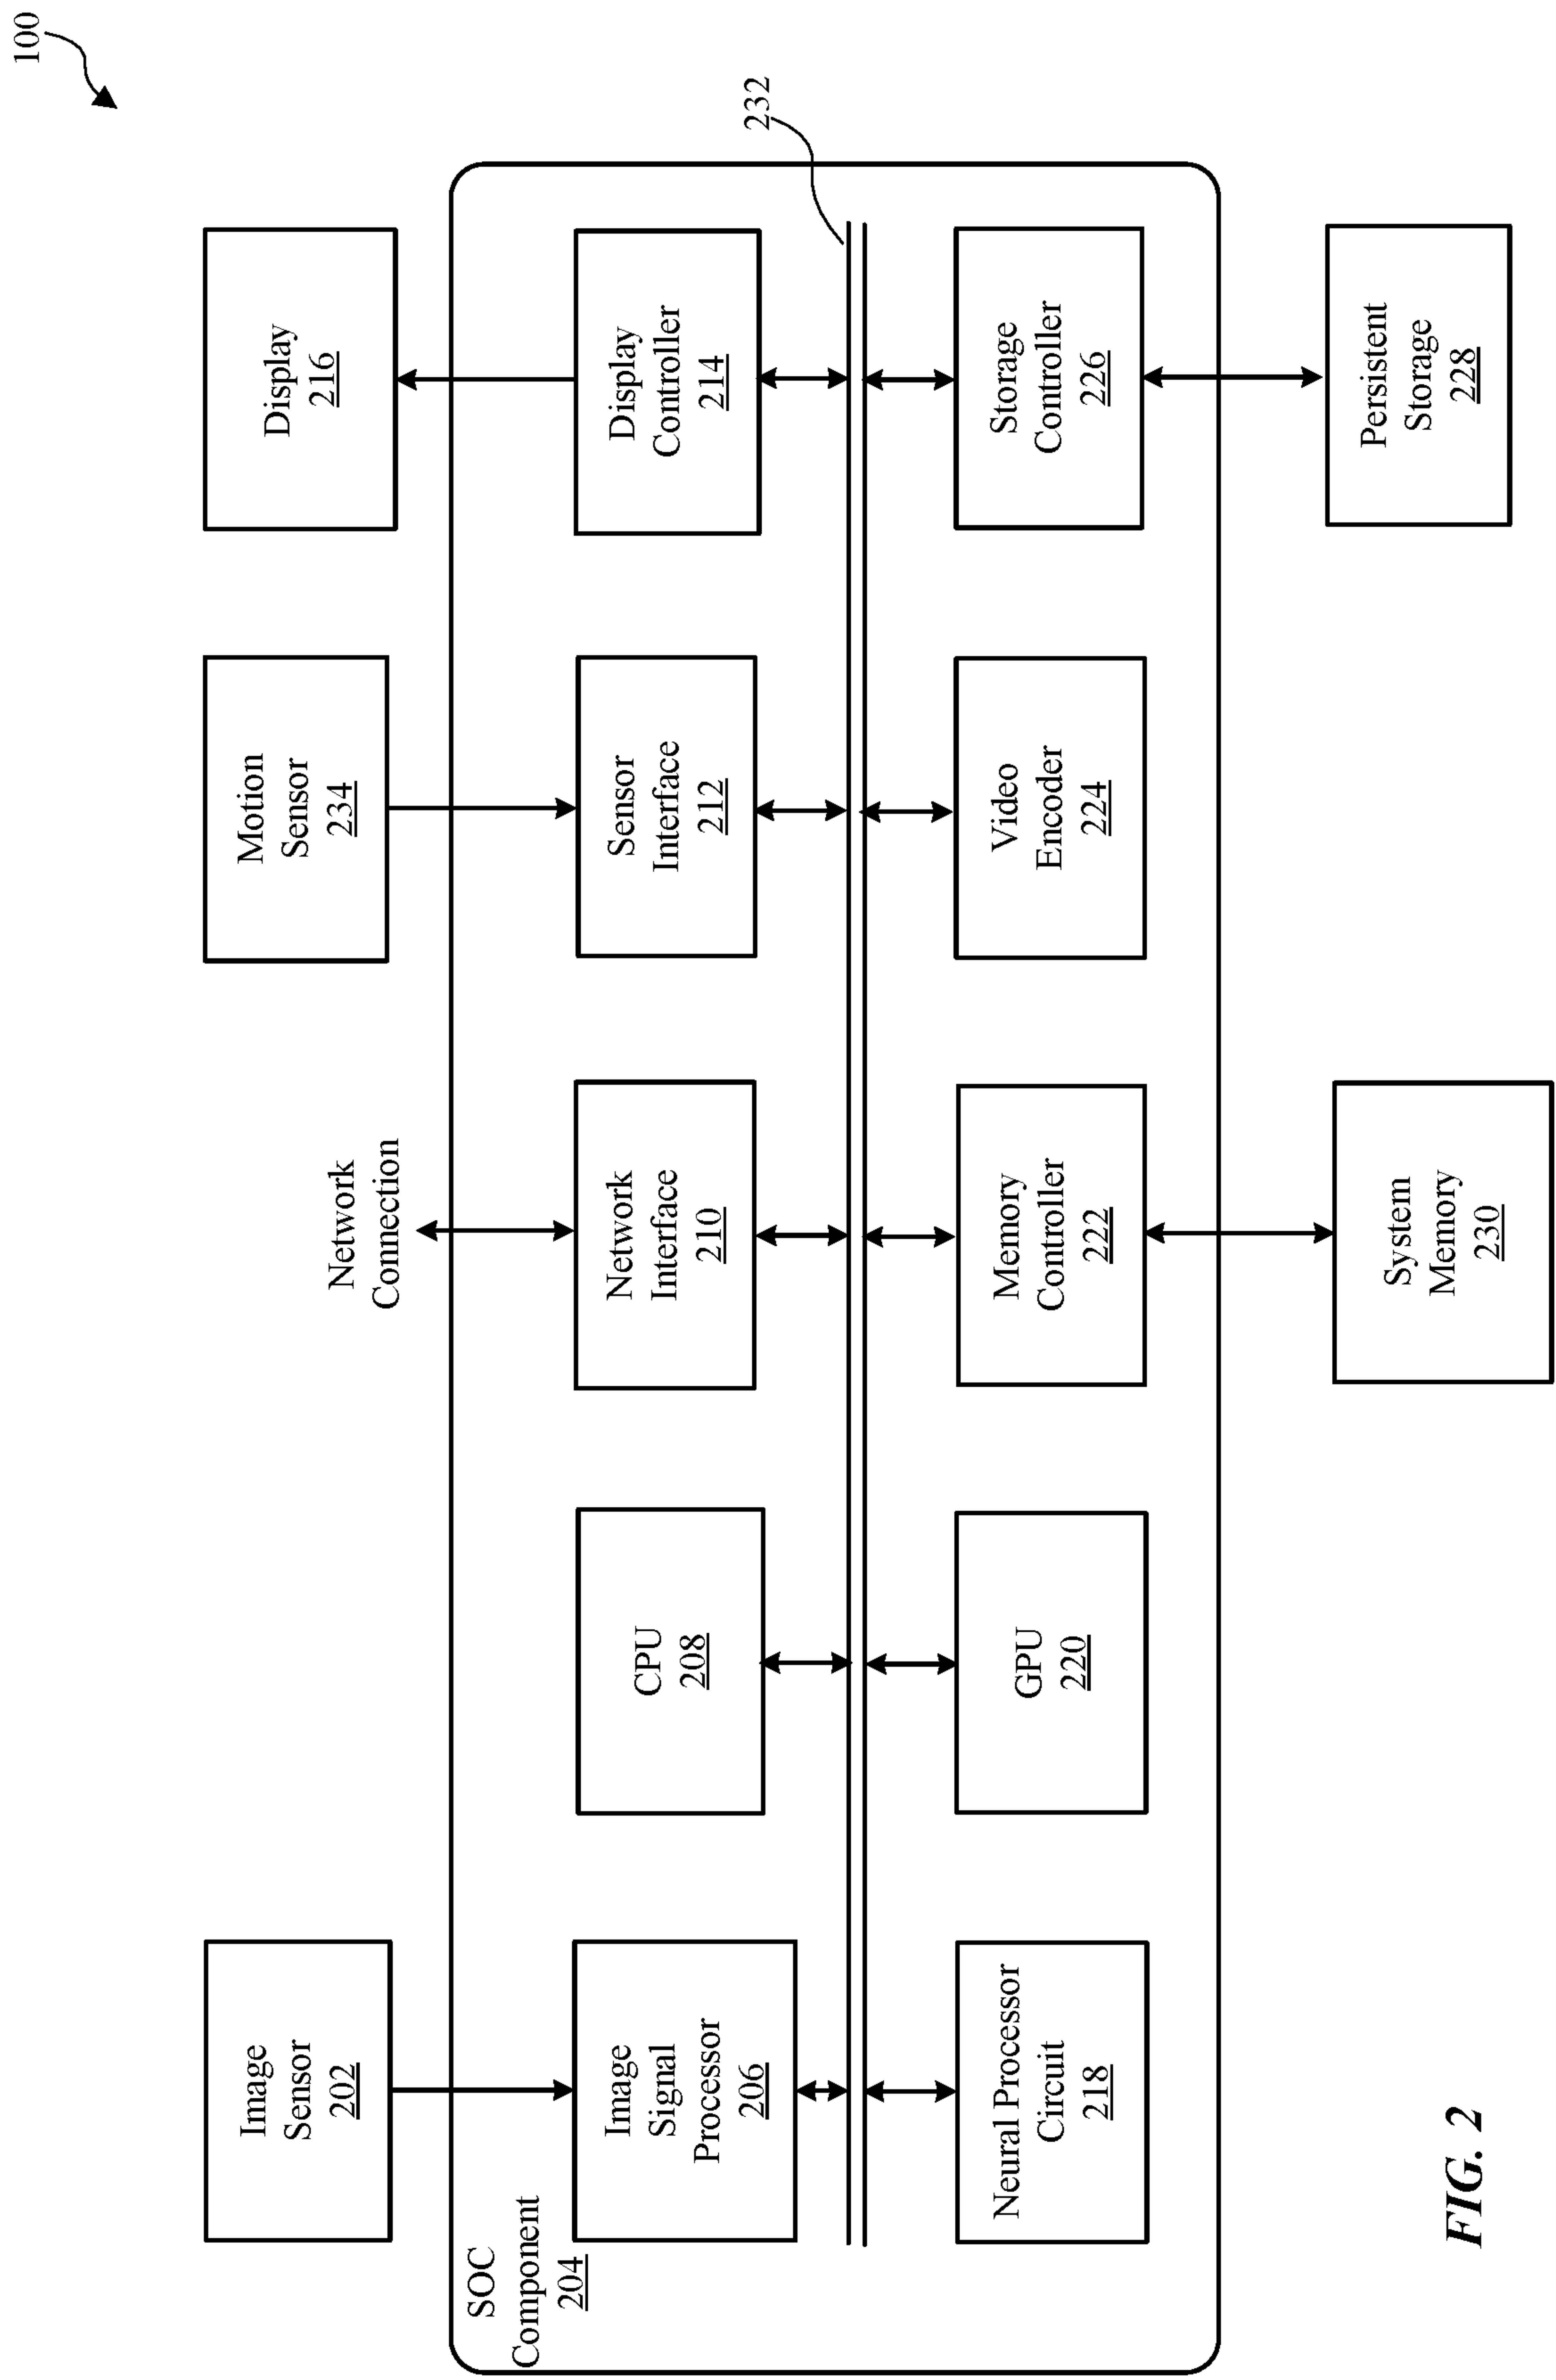 100
Image
Sensor
202
Network
Connection
Motion
Sensor
234
Display
216
SOC
Component
204
232
Image
Signal
Processor
206
CPU
208
Network
Interface
210
Sensor
Interface
212
Display
Controller
214
Neural Processor
Circuit
218
GPU
220
Memory
Controller
222
Video
Encoder
224
Storage
Controller
226
System
Memory
230
Persistent
Storage
228
FIG. 2